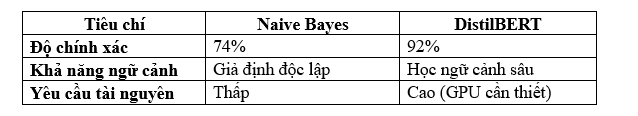 Tiêu chí Naive Bayes DistilBERT
Độ chính xác 74% 92%
Khả năng ngữ cảnh Giả định độc lập Học ngữ cảnh sâu
Yêu cầu tài nguyên Thấp Cao (GPU cần thiết)